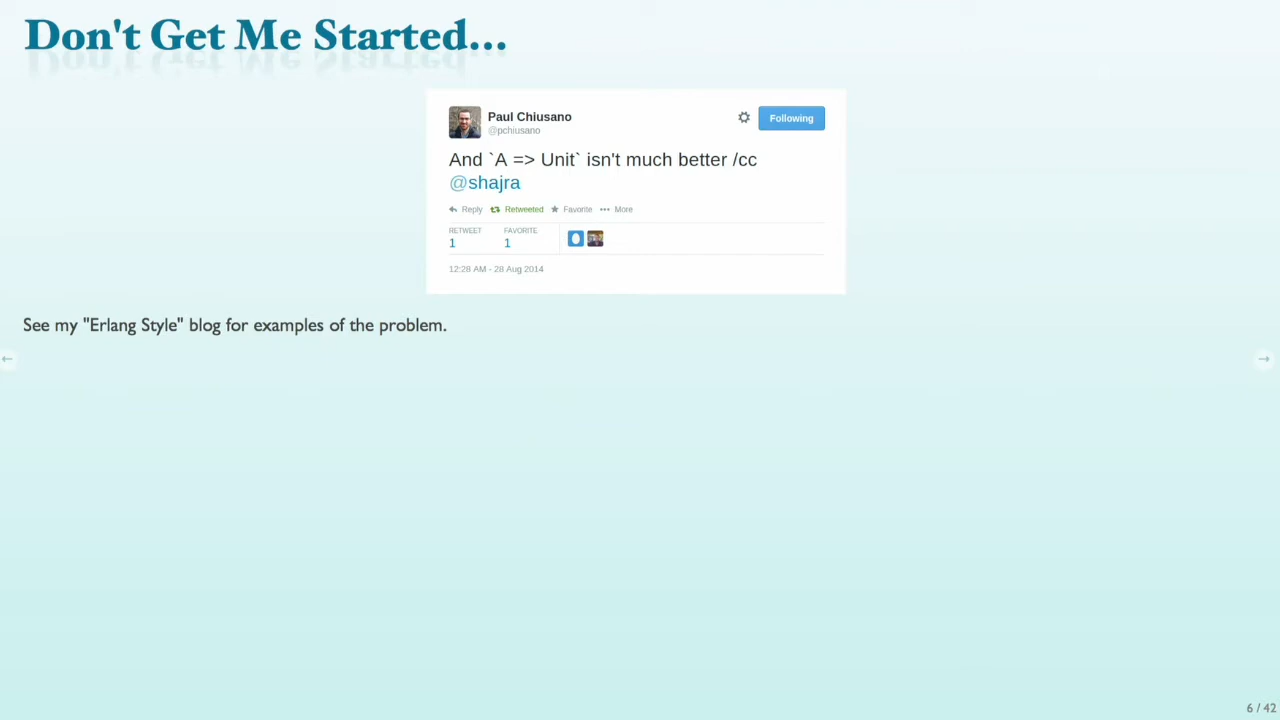 Don't Get Me Started...
Paul Chiusano
@pchiusano
Following
And `A => Unit` isn't much better /cc
@shajra
Reply Retweeted Favorite More
RETWEET FAVORITE
1 1
12:28 AM - 28 Aug 2014
See my "Erlang Style" blog for examples of the problem.
6 / 42